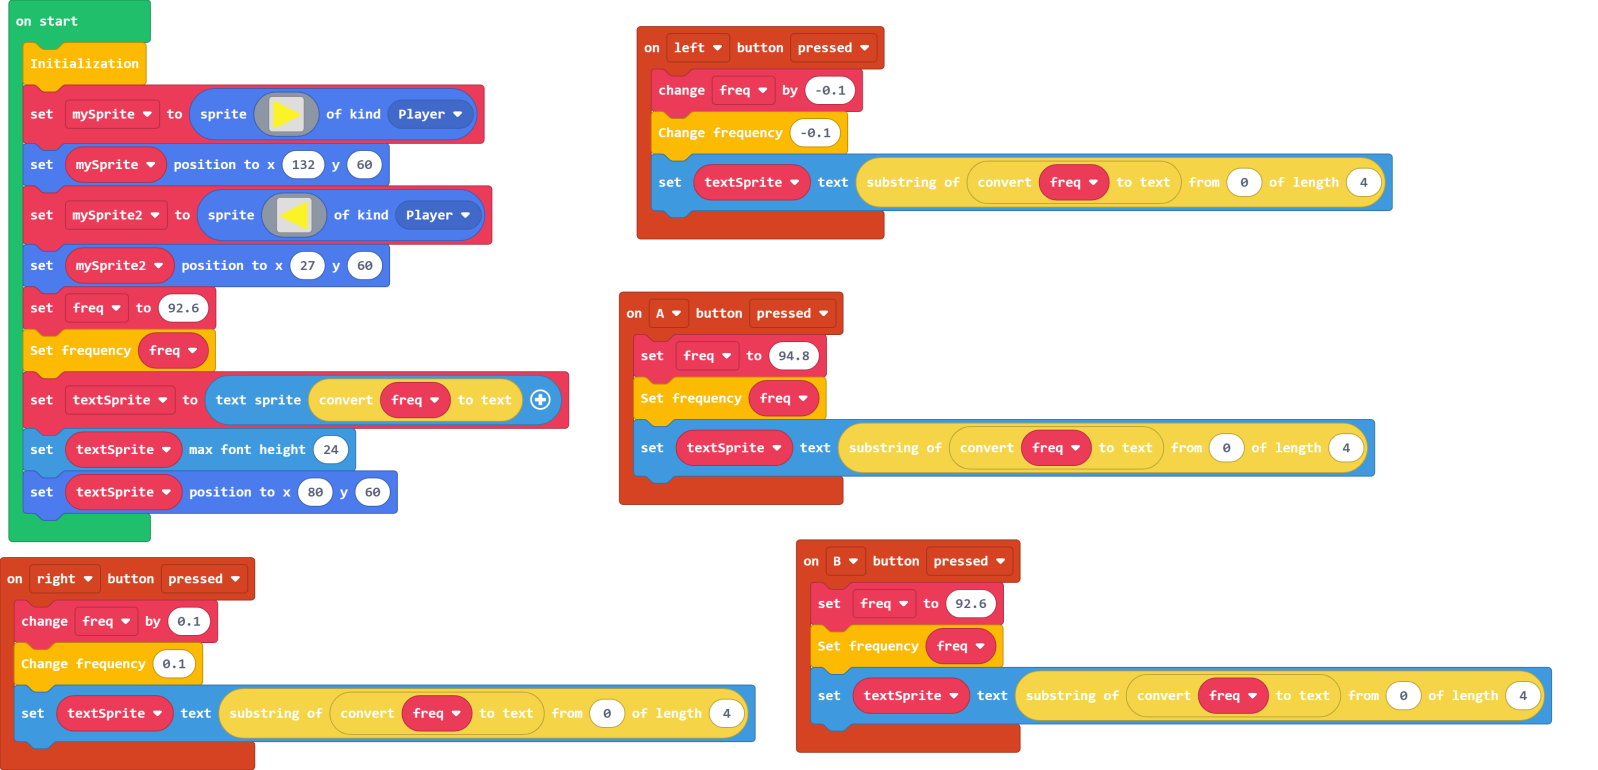 on start
Initialization
set mySprite to sprite of kind Player
set mySprite position to x 132 y 60
set mySprite2 to sprite of kind Player
set mySprite2 position to x 27 y 60
set freq to 92.6
Set frequency freq
set textSprite to text sprite convert freq to text
set textSprite max font height 24
set textSprite position to x 80 y 60
on right button pressed
change freq by 0.1
Change frequency 0.1
set textSprite text substring of convert freq to text from 0 of length 4
on left button pressed
change freq by -0.1
Change frequency -0.1
set textSprite text substring of convert freq to text from 0 of length 4
on A button pressed
set freq to 94.8
Set frequency freq
set textSprite text substring of convert freq to text from 0 of length 4
on B button pressed
set freq to 92.6
Set frequency freq
set textSprite text substring of convert freq to text from 0 of length 4